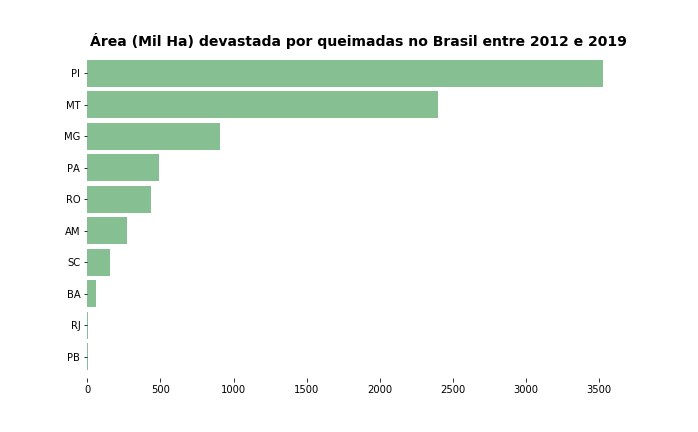 Área (Mil Ha) devastada por queimadas no Brasil entre 2012 e 2019
PI
MT
MG
PA
RO
AM
SC
BA
RJ
PB
0 500 1000 1500 2000 2500 3000 3500